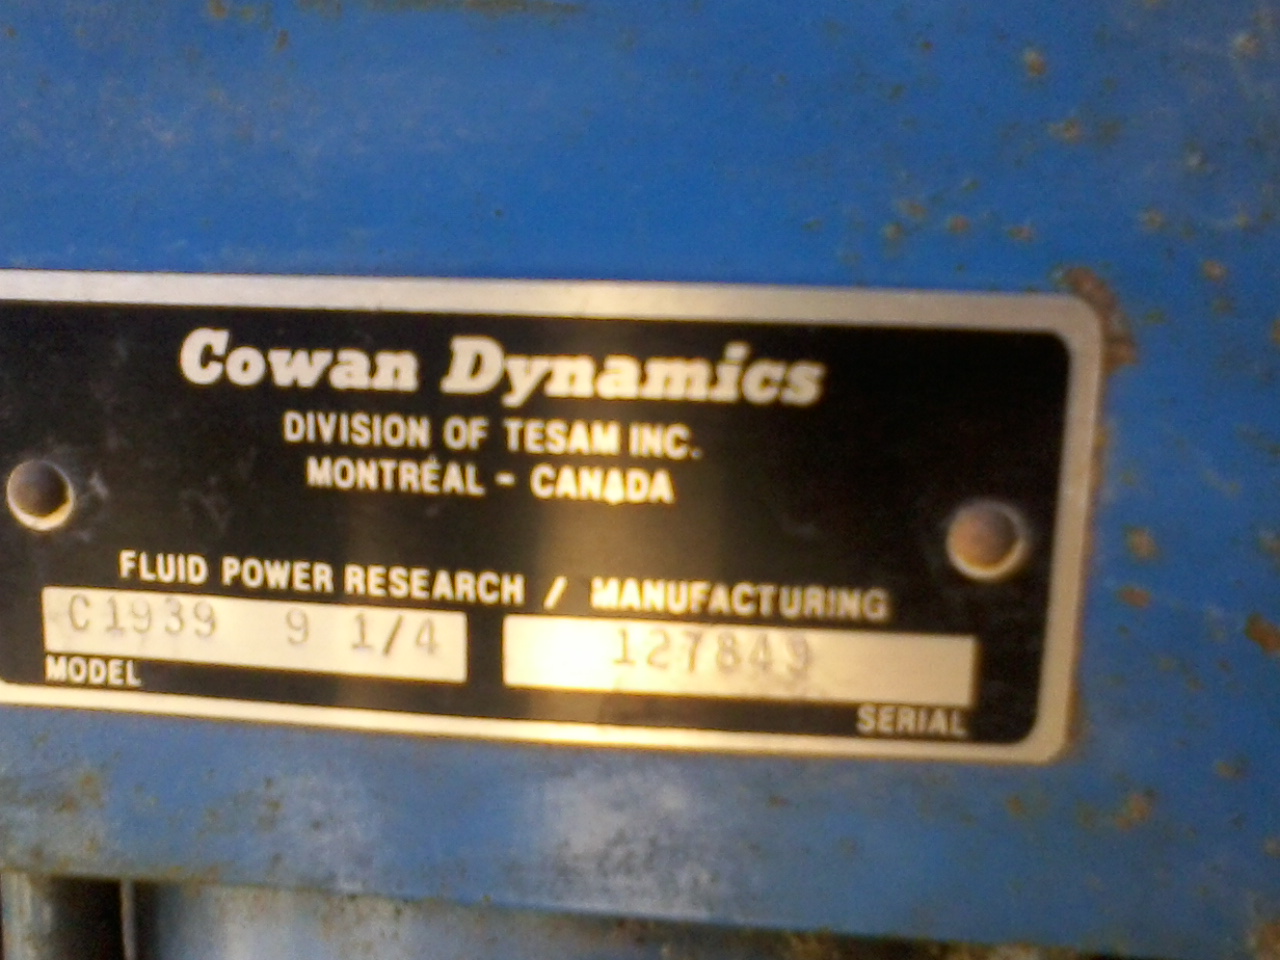 Cowan Dynamics
DIVISION OF TESAM INC.
MONTRÉAL - CANADA
FLUID POWER RESEARCH / MANUFACTURING
C1939 9 1/4 127849
MODEL
SERIAL